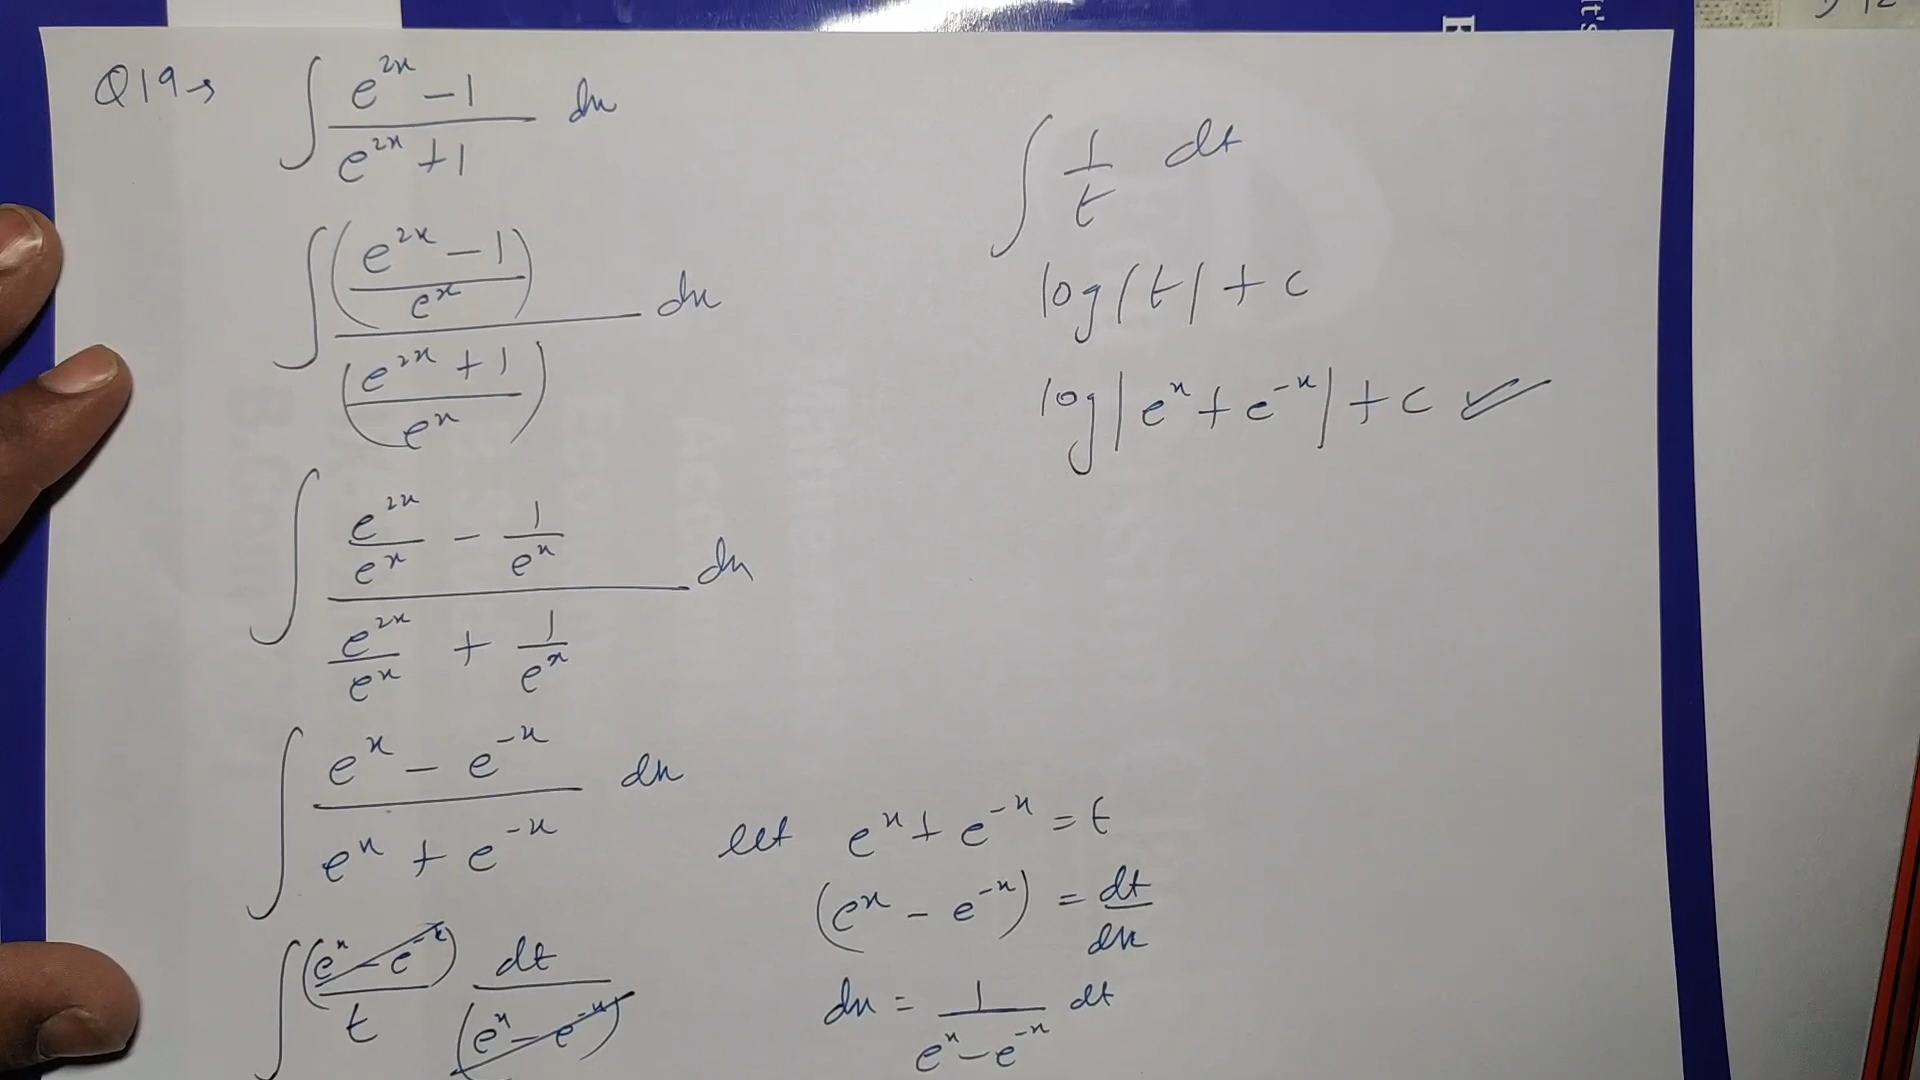 Q19→ ∫ (e^{2x} - 1)/(e^{2x} + 1) dx
∫ ((e^{2x} - 1)/e^x)/((e^{2x} + 1)/e^x) dx
∫ (e^{2x}/e^x - 1/e^x)/(e^{2x}/e^x + 1/e^x) dx
∫ (e^x - e^{-x})/(e^x + e^{-x}) dx
let e^x + e^{-x} = t
(e^x - e^{-x}) = dt/dx
dx = 1/(e^x - e^{-x}) dt
∫ (e^x - e^{-x})/t dt/(e^x - e^{-x})
∫ 1/t dt
log|t| + c
log|e^x + e^{-x}| + c ✓